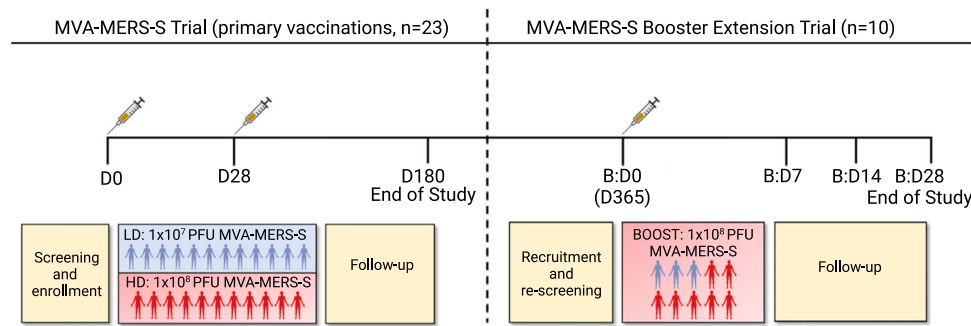 MVA-MERS-S Trial (primary vaccinations, n=23)
MVA-MERS-S Booster Extension Trial (n=10)
D0
D28
D180
End of Study
B:D0
(D365)
B:D7
B:D14
B:D28
End of Study
Screening
and
enrollment
LD: 1x10⁷ PFU MVA-MERS-S
HD: 1x10⁸ PFU MVA-MERS-S
Follow-up
Recruitment
and
re-screening
BOOST: 1x10⁸ PFU
MVA-MERS-S
Follow-up